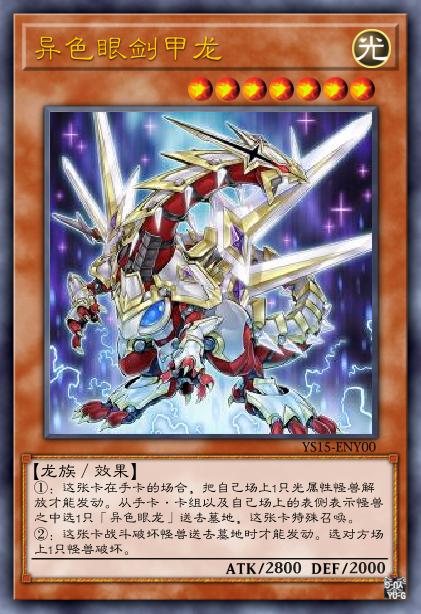 异色眼剑甲龙
光
YS15-ENY00
【龙族／效果】
①：这张卡在手卡的场合，把自己场上1只光属性怪兽解
放才能发动。从手卡·卡组以及自己场上的表侧表示怪兽
之中选1只「异色眼龙」送去墓地，这张卡特殊召唤。
②：这张卡战斗破坏怪兽送去墓地时才能发动。选对方场
上1只怪兽破坏。
ATK/2800 DEF/2000